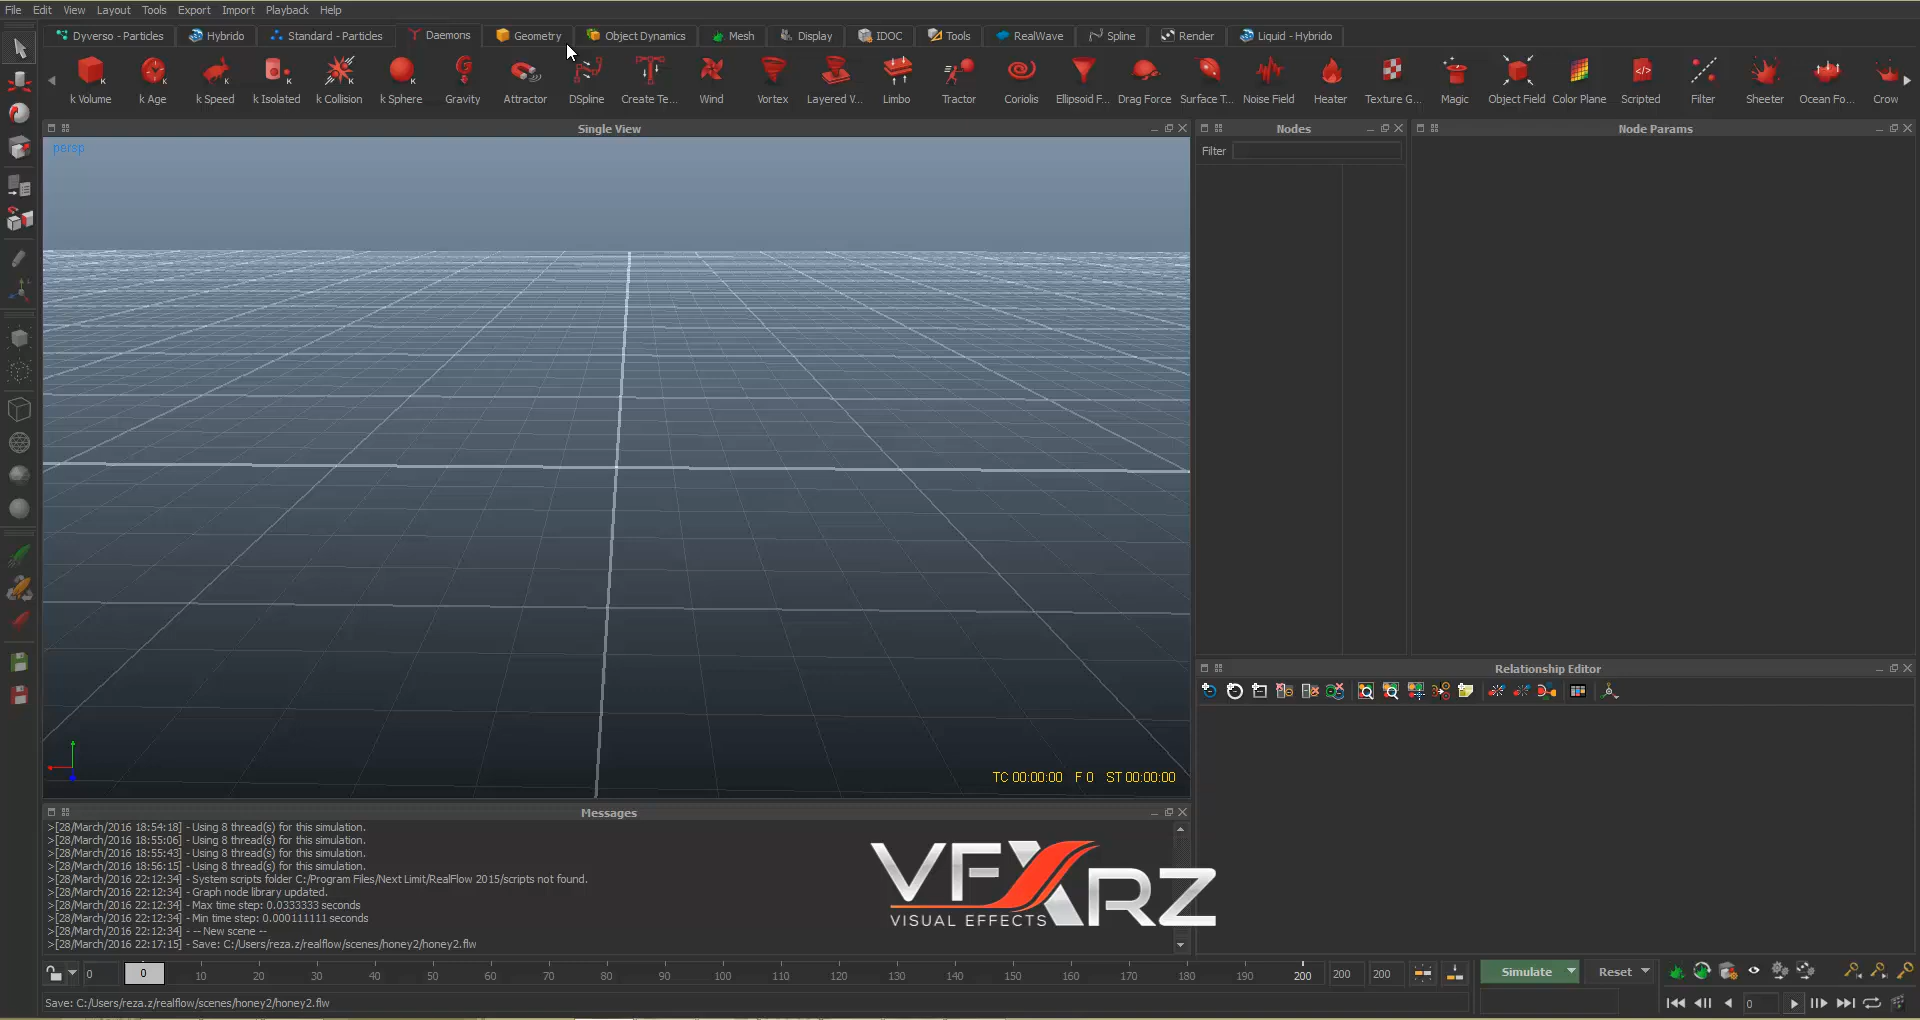 File Edit View Layout Tools Export Import Playback Help
Dyverso - Particles Hybrido Standard - Particles Daemons Geometry Object Dynamics Mesh Display IDOC Tools RealWave Spline Render Liquid - Hybrido
k Volume k Age k Speed k Isolated k Collision k Sphere Gravity Attractor DSpline Create Te... Wind Vortex Layered V... Limbo Tractor Coriolis Ellipsoid F... Drag Force Surface T... Noise Field Heater Texture G... Magic Object Field Color Plane Scripted Filter Sheeter Ocean Fo... Crow
Single View Nodes Node Params
persp
Filter
Relationship Editor
TC 00:00:00 F 0 ST 00:00:00
Messages
>[28/March/2016 18:54:18] - Using 8 thread(s) for this simulation.
>[28/March/2016 18:55:06] - Using 8 thread(s) for this simulation.
>[28/March/2016 18:55:43] - Using 8 thread(s) for this simulation.
>[28/March/2016 18:56:15] - Using 8 thread(s) for this simulation.
>[28/March/2016 22:12:34] - System scripts folder C:/Program Files/Next Limit/RealFlow 2015/scripts not found.
>[28/March/2016 22:12:34] - Graph node library updated.
>[28/March/2016 22:12:34] - Max time step: 0.0333333 seconds
>[28/March/2016 22:12:34] - Min time step: 0.000111111 seconds
>[28/March/2016 22:12:34] - -- New scene --
>[28/March/2016 22:17:15] - Save: C:/Users/reza.z/realflow/scenes/honey2/honey2.flw
VFXRZ
VISUAL EFFECTS
0 0 10 20 30 40 50 60 70 80 90 100 110 120 130 140 150 160 170 180 190 200 200 200 Simulate Reset
Save: C:/Users/reza.z/realflow/scenes/honey2/honey2.flw 0